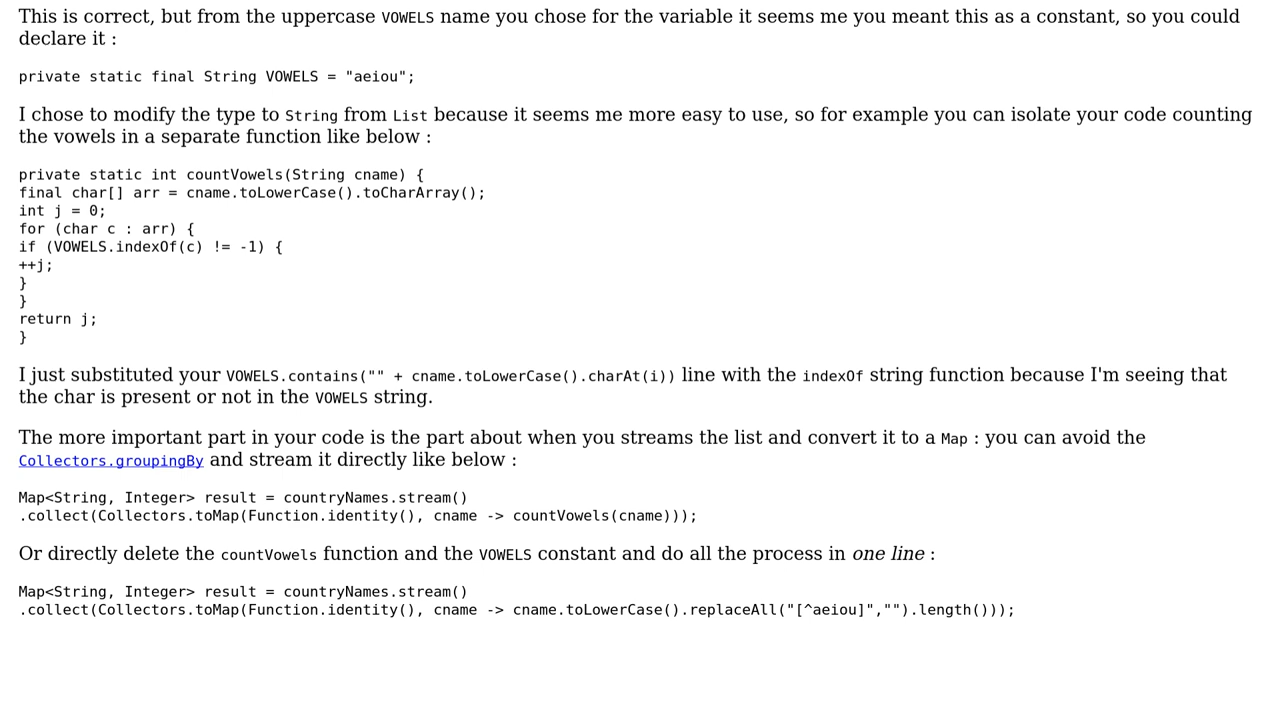 This is correct, but from the uppercase VOWELS name you chose for the variable it seems me you meant this as a constant, so you could
declare it :
private static final String VOWELS = "aeiou";
I chose to modify the type to String from List because it seems me more easy to use, so for example you can isolate your code counting
the vowels in a separate function like below :
private static int countVowels(String cname) {
final char[] arr = cname.toLowerCase().toCharArray();
int j = 0;
for (char c : arr) {
if (VOWELS.indexOf(c) != -1) {
++j;
}
}
return j;
}
I just substituted your VOWELS.contains("" + cname.toLowerCase().charAt(i)) line with the indexOf string function because I'm seeing that
the char is present or not in the VOWELS string.
The more important part in your code is the part about when you streams the list and convert it to a Map : you can avoid the
Collectors.groupingBy and stream it directly like below :
Map<String, Integer> result = countryNames.stream()
.collect(Collectors.toMap(Function.identity(), cname -> countVowels(cname)));
Or directly delete the countVowels function and the VOWELS constant and do all the process in one line :
Map<String, Integer> result = countryNames.stream()
.collect(Collectors.toMap(Function.identity(), cname -> cname.toLowerCase().replaceAll("[^aeiou]","").length()));